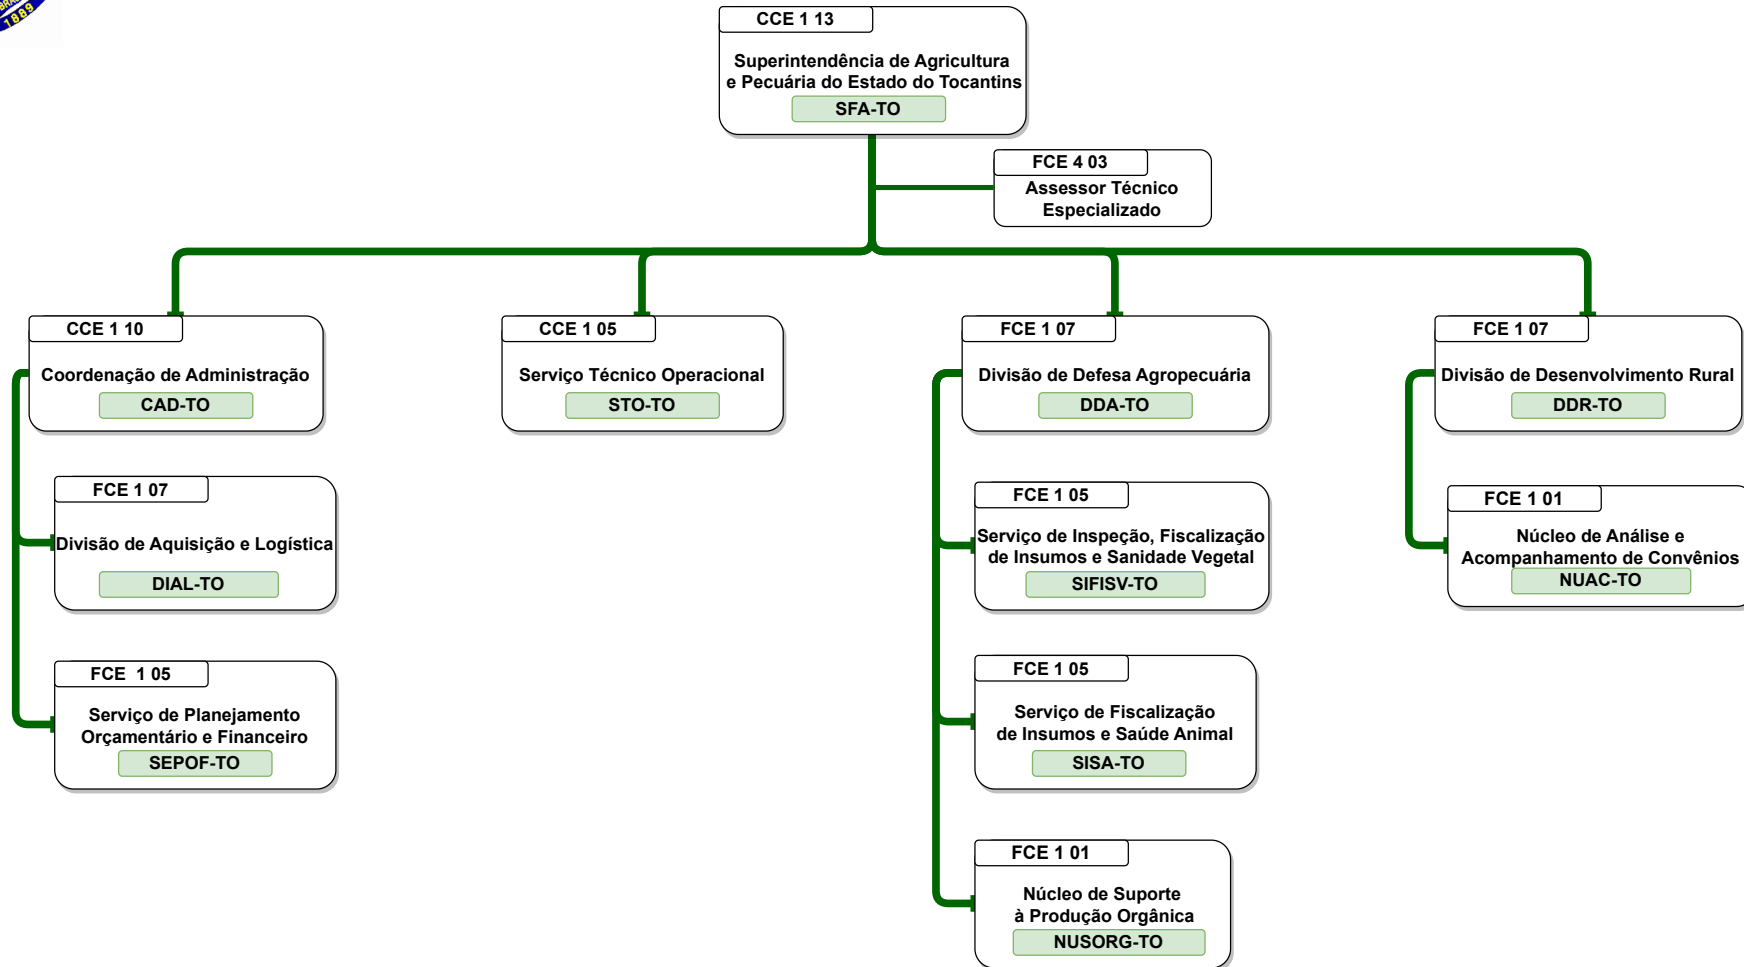 1889
CCE 1 13
Superintendência de Agricultura
e Pecuária do Estado do Tocantins
SFA-TO
FCE 4 03
Assessor Técnico
Especializado
CCE 1 10
Coordenação de Administração
CAD-TO
FCE 1 07
Divisão de Aquisição e Logística
DIAL-TO
FCE  1 05
Serviço de Planejamento
Orçamentário e Financeiro
SEPOF-TO
CCE 1 05
Serviço Técnico Operacional
STO-TO
FCE 1 07
Divisão de Defesa Agropecuária
DDA-TO
FCE 1 05
Serviço de Inspeção, Fiscalização
de Insumos e Sanidade Vegetal
SIFISV-TO
FCE 1 05
Serviço de Fiscalização
de Insumos e Saúde Animal
SISA-TO
FCE 1 01
Núcleo de Suporte
à Produção Orgânica
NUSORG-TO
FCE 1 07
Divisão de Desenvolvimento Rural
DDR-TO
FCE 1 01
Núcleo de Análise e
Acompanhamento de Convênios
NUAC-TO